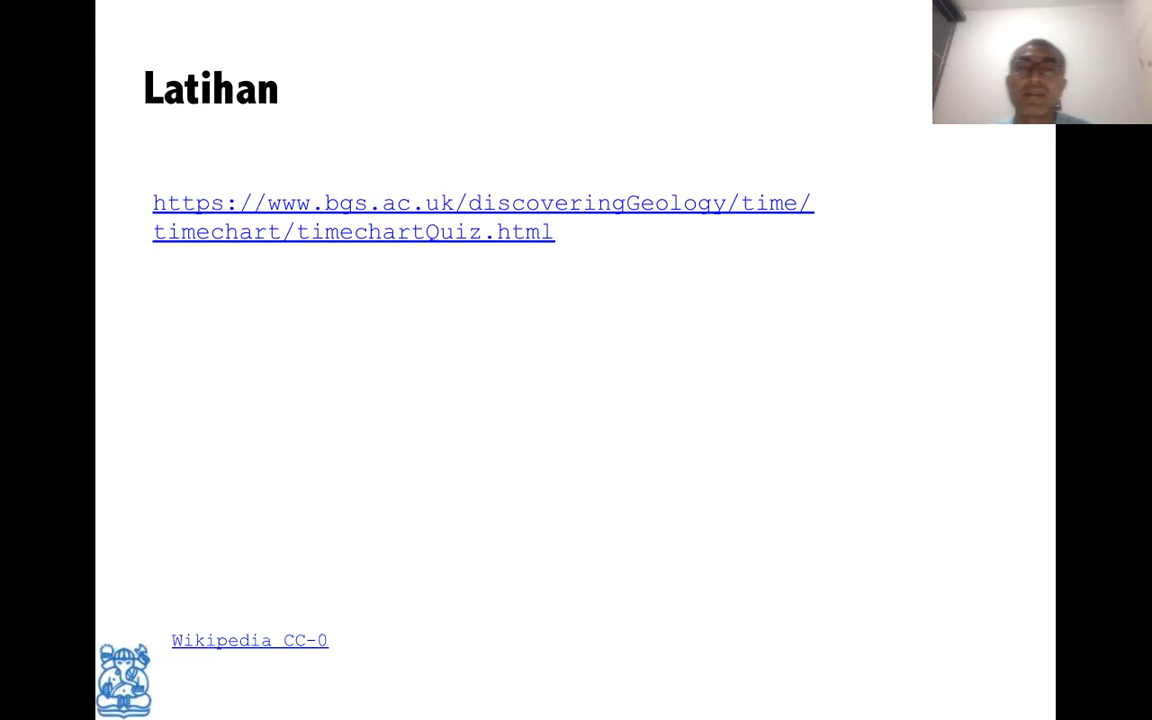 Latihan
https://www.bgs.ac.uk/discoveringGeology/time/
timechart/timechartQuiz.html
Wikipedia CC-0